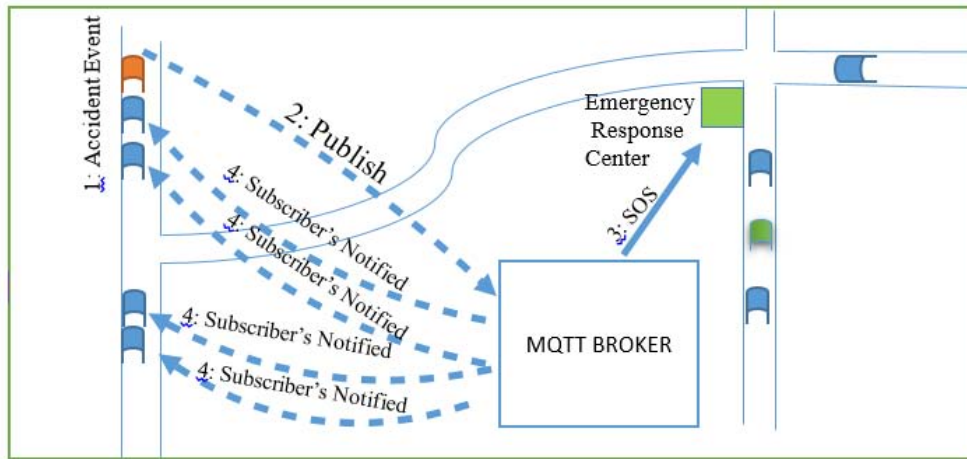 1: Accident Event
2: Publish
Emergency
Response
Center
3: SOS
4: Subscriber's Notified
4: Subscriber's Notified
4: Subscriber's Notified
4: Subscriber's Notified
MQTT BROKER